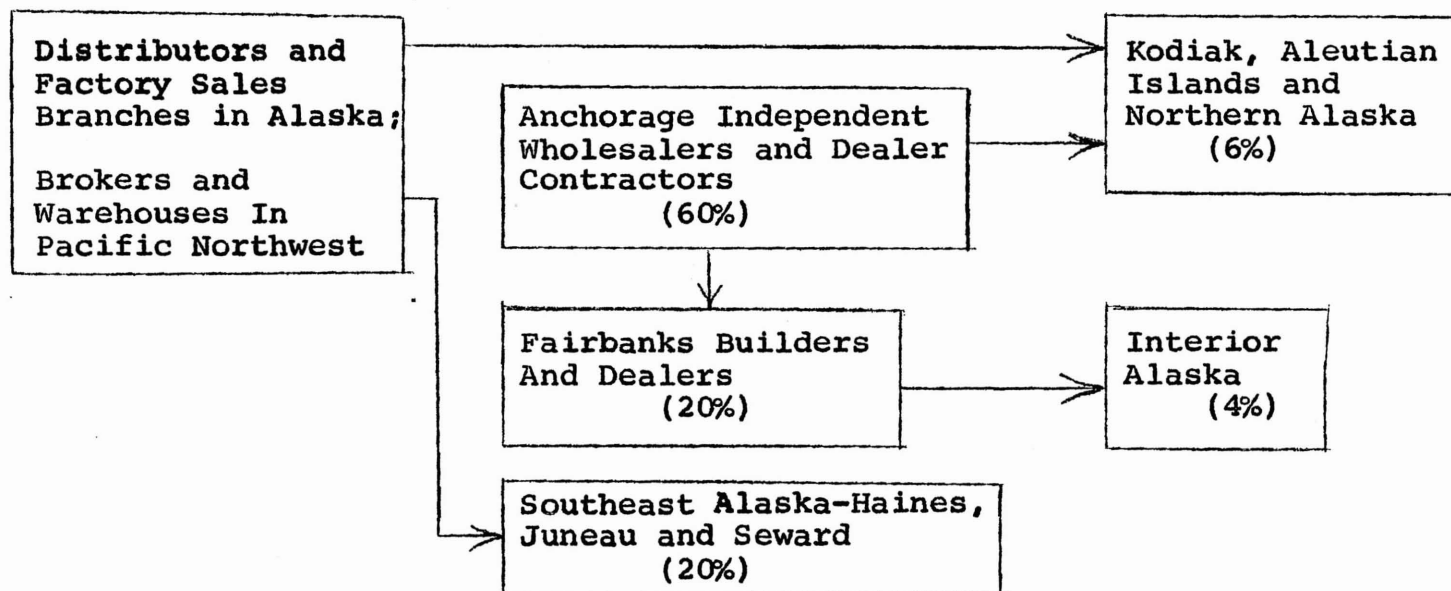 Distributors and
Factory Sales
Branches in Alaska;
Brokers and
Warehouses In
Pacific Northwest
Anchorage Independent
Wholesalers and Dealer
Contractors
(60%)
Kodiak, Aleutian
Islands and
Northern Alaska
(6%)
Fairbanks Builders
And Dealers
(20%)
Interior
Alaska
(4%)
Southeast Alaska-Haines,
Juneau and Seward
(20%)